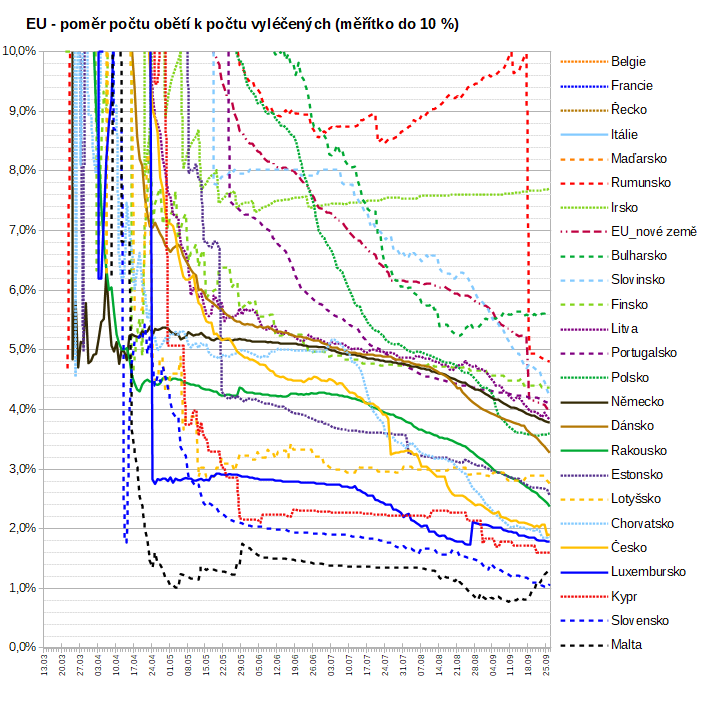 EU - poměr počtu obětí k počtu vyléčených (měřítko do 10 %)
10,0%
9,0%
8,0%
7,0%
6,0%
5,0%
4,0%
3,0%
2,0%
1,0%
0,0%
13.03
20.03
27.03
03.04
10.04
17.04
24.04
01.05
08.05
15.05
22.05
29.05
05.06
12.06
19.06
26.06
03.07
10.07
17.07
24.07
31.07
07.08
14.08
21.08
28.08
04.09
11.09
18.09
25.09
Belgie
Francie
Řecko
Itálie
Maďarsko
Rumunsko
Irsko
EU_nové země
Bulharsko
Slovinsko
Finsko
Litva
Portugalsko
Polsko
Německo
Dánsko
Rakousko
Estonsko
Lotyšsko
Chorvatsko
Česko
Luxembursko
Kypr
Slovensko
Malta